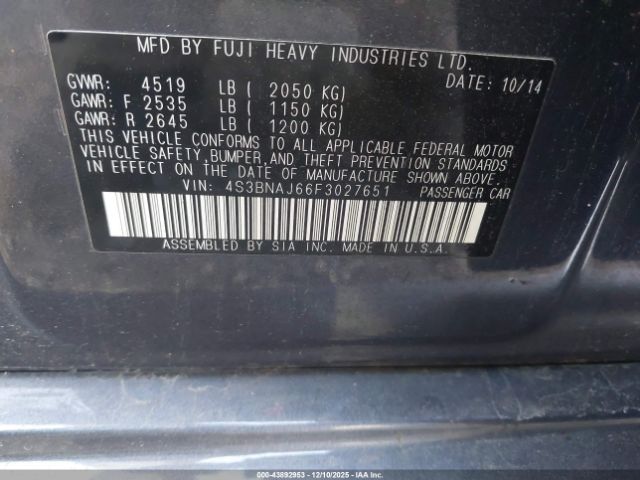 MFD BY FUJI HEAVY INDUSTRIES LTD.
GVWR: 4519 LB ( 2050 KG) DATE: 10/14
GAWR: F 2535 LB ( 1150 KG)
GAWR: R 2645 LB ( 1200 KG)
THIS VEHICLE CONFORMS TO ALL APPLICABLE FEDERAL MOTOR
VEHICLE SAFETY, BUMPER, AND THEFT PREVENTION STANDARDS
IN EFFECT ON THE DATE OF MANUFACTURE SHOWN ABOVE.
VIN: 4S3BNAJ66F3027651 PASSENGER CAR
ASSEMBLED BY SIA INC. MADE IN U.S.A.
000-43892953 - 12/10/2025 - IAA